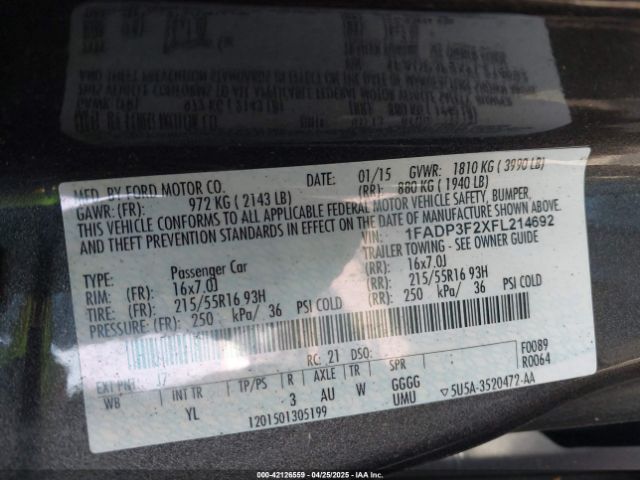 MFD. BY FORD MOTOR CO.
DATE: 01/15 GVWR: 1810 KG ( 3990 LB)
GAWR: (FR): 972 KG ( 2143 LB) (RR): 880 KG ( 1940 LB)
THIS VEHICLE CONFORMS TO ALL APPLICABLE FEDERAL MOTOR VEHICLE SAFETY, BUMPER,
AND THEFT PREVENTION STANDARDS IN EFFECT ON THE DATE OF MANUFACTURE SHOWN ABOVE.
VIN: 1FADP3F2XFL214692
TYPE: Passenger Car TRAILER TOWING - SEE OWNER GUIDE
RIM: (FR): 16x7.0J (RR): 16x7.0J
TIRE: (FR): 215/55R16 93H (RR): 215/55R16 93H
PRESSURE: (FR): 250 kPa/ 36 PSI COLD (RR): 250 kPa/ 36 PSI COLD
EXT PNT: J7 RC: 21 DSO: F0089
WB INT TR TP/PS R AXLE TR SPR R0064
YL 3 AU W GGGG
UMU ▽5U5A-3520472-AA
1201501305199
000-42126559 - 04/25/2025 - IAAI.COM